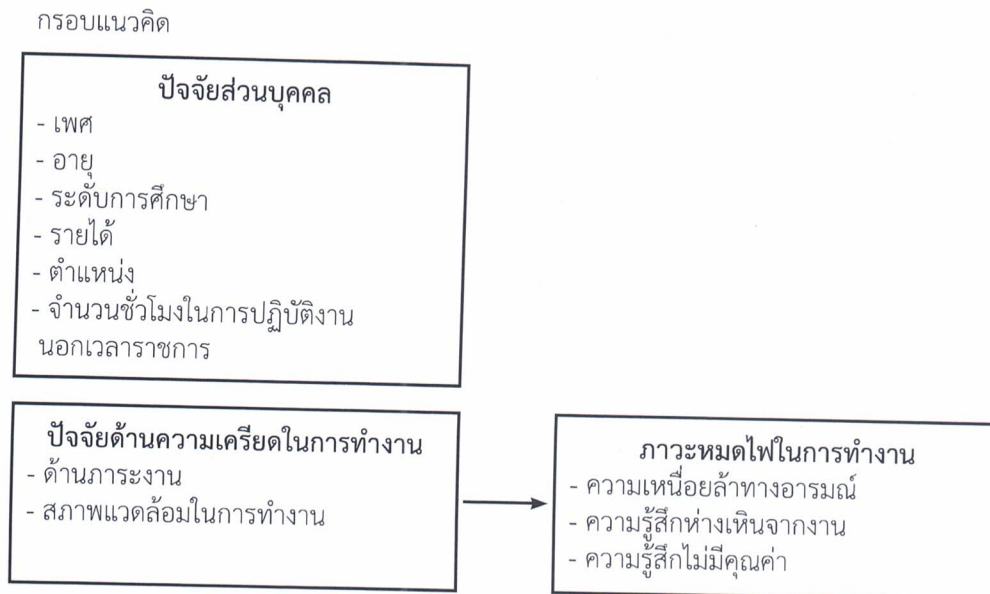 กรอบแนวคิด
ปัจจัยส่วนบุคคล
- เพศ
- อายุ
- ระดับการศึกษา
- รายได้
- ตำแหน่ง
- จำนวนชั่วโมงในการปฏิบัติงาน
นอกเวลาราชการ
ปัจจัยด้านความเครียดในการทำงาน
- ด้านภาระงาน
- สภาพแวดล้อมในการทำงาน
ภาวะหมดไฟในการทำงาน
- ความเหนื่อยล้าทางอารมณ์
- ความรู้สึกห่างเหินจากงาน
- ความรู้สึกไม่มีคุณค่า